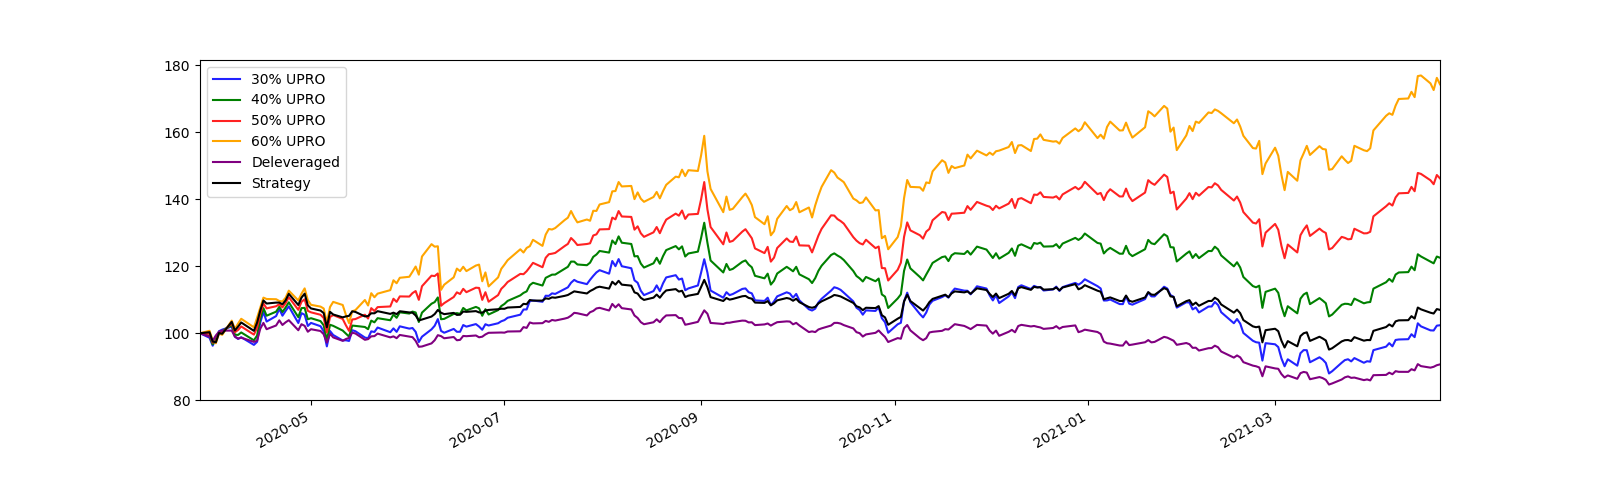 180
160
140
120
100
80
30% UPRO
40% UPRO
50% UPRO
60% UPRO
Deleveraged
Strategy
2020-05
2020-07
2020-09
2020-11
2021-01
2021-03